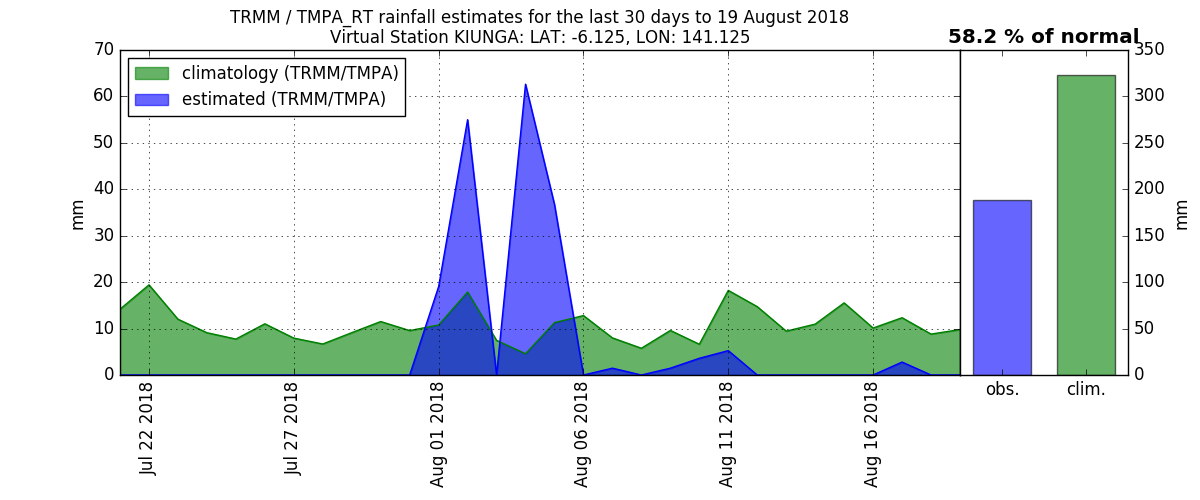 TRMM / TMPA_RT rainfall estimates for the last 30 days to 19 August 2018
Virtual Station KIUNGA: LAT: -6.125, LON: 141.125
58.2 % of normal
climatology (TRMM/TMPA)
estimated (TRMM/TMPA)
mm
70
60
50
40
30
20
10
0
Jul 22 2018
Jul 27 2018
Aug 01 2018
Aug 06 2018
Aug 11 2018
Aug 16 2018
350
300
250
200
150
100
50
0
mm
obs.
clim.